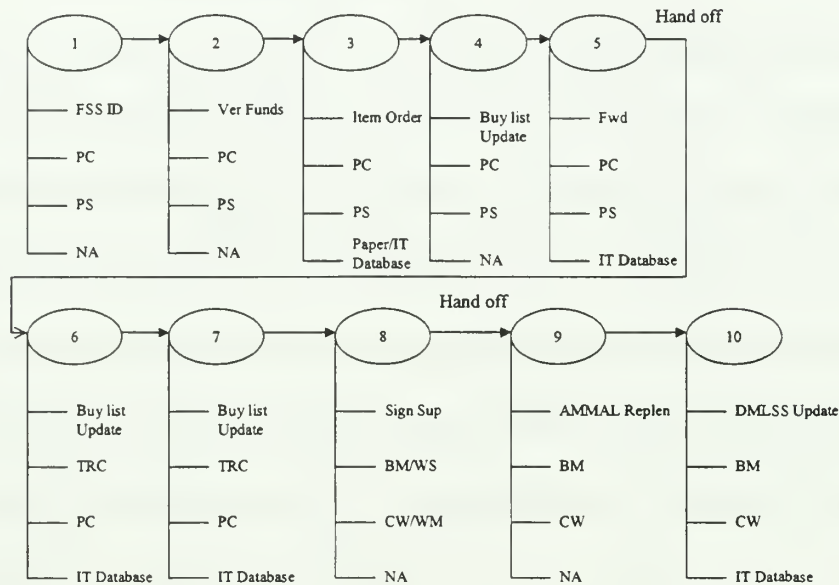 Hand off
1
2
3
4
5
FSS ID
PC
PS
NA
Ver Funds
PC
PS
NA
Item Order
PC
PS
Paper/IT
Database
Buy list
Update
PC
PS
NA
Fwd
PC
PS
IT Database
Hand off
6
7
8
9
10
Buy list
Update
TRC
PC
IT Database
Buy list
Update
TRC
PC
IT Database
Sign Sup
BM/WS
CW/WM
NA
AMMAL Replen
BM
CW
NA
DMLSS Update
BM
CW
IT Database